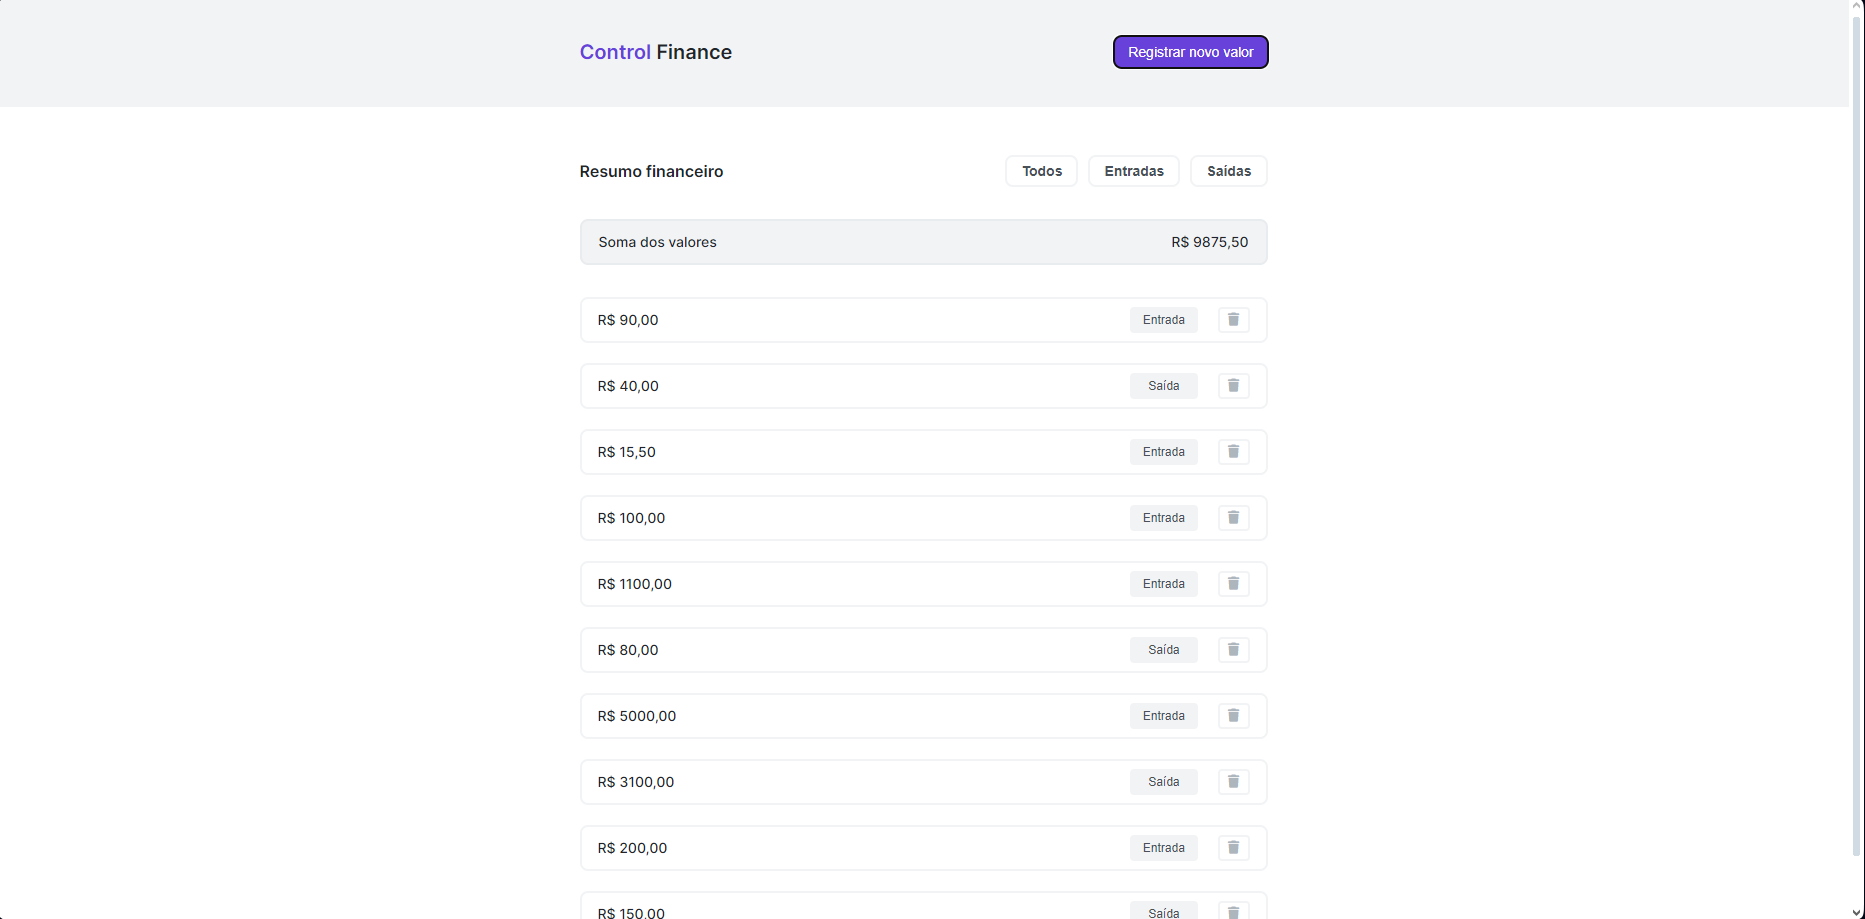 Control Finance
Registrar novo valor
Resumo financeiro
Todos
Entradas
Saídas
Soma dos valores
R$ 9875,50
R$ 90,00
Entrada
R$ 40,00
Saída
R$ 15,50
Entrada
R$ 100,00
Entrada
R$ 1100,00
Entrada
R$ 80,00
Saída
R$ 5000,00
Entrada
R$ 3100,00
Saída
R$ 200,00
Entrada
R$ 150,00
Saída